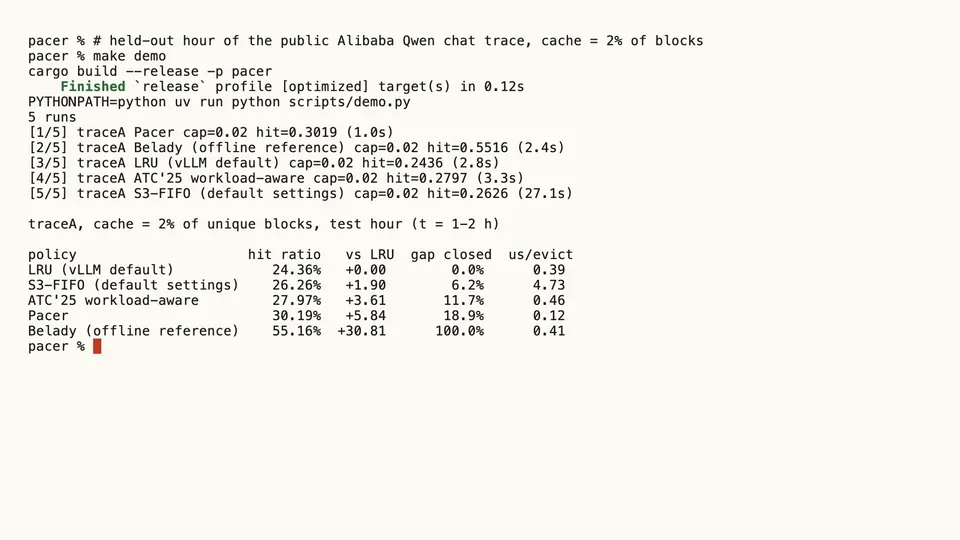 pacer % # held-out hour of the public Alibaba Qwen chat trace, cache = 2% of blocks
pacer % make demo
cargo build --release -p pacer
    Finished `release` profile [optimized] target(s) in 0.12s
PYTHONPATH=python uv run python scripts/demo.py
5 runs
[1/5] traceA Pacer cap=0.02 hit=0.3019 (1.0s)
[2/5] traceA Belady (offline reference) cap=0.02 hit=0.5516 (2.4s)
[3/5] traceA LRU (vLLM default) cap=0.02 hit=0.2436 (2.8s)
[4/5] traceA ATC'25 workload-aware cap=0.02 hit=0.2797 (3.3s)
[5/5] traceA S3-FIFO (default settings) cap=0.02 hit=0.2626 (27.1s)

traceA, cache = 2% of unique blocks, test hour (t = 1-2 h)

policy                     hit ratio   vs LRU  gap closed  us/evict
LRU (vLLM default)            24.36%    +0.00        0.0%      0.39
S3-FIFO (default settings)    26.26%    +1.90        6.2%      4.73
ATC'25 workload-aware         27.97%    +3.61       11.7%      0.46
Pacer                         30.19%    +5.84       18.9%      0.12
Belady (offline reference)    55.16%   +30.81      100.0%      0.41
pacer %